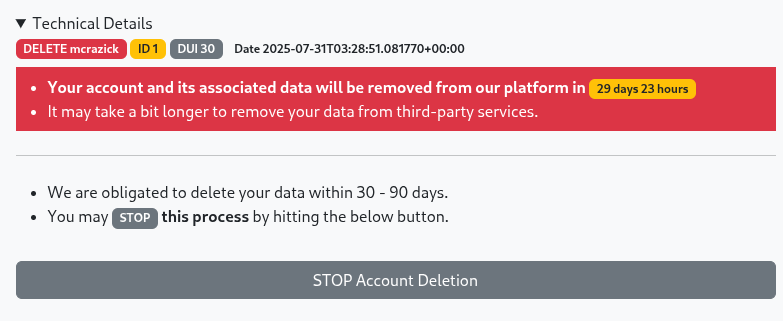 Technical Details
DELETE mcrazick ID 1 DUI 30 Date 2025-07-31T03:28:51.081770+00:00
Your account and its associated data will be removed from our platform in 29 days 23 hours
It may take a bit longer to remove your data from third-party services.
We are obligated to delete your data within 30 - 90 days.
You may STOP this process by hitting the below button.
STOP Account Deletion